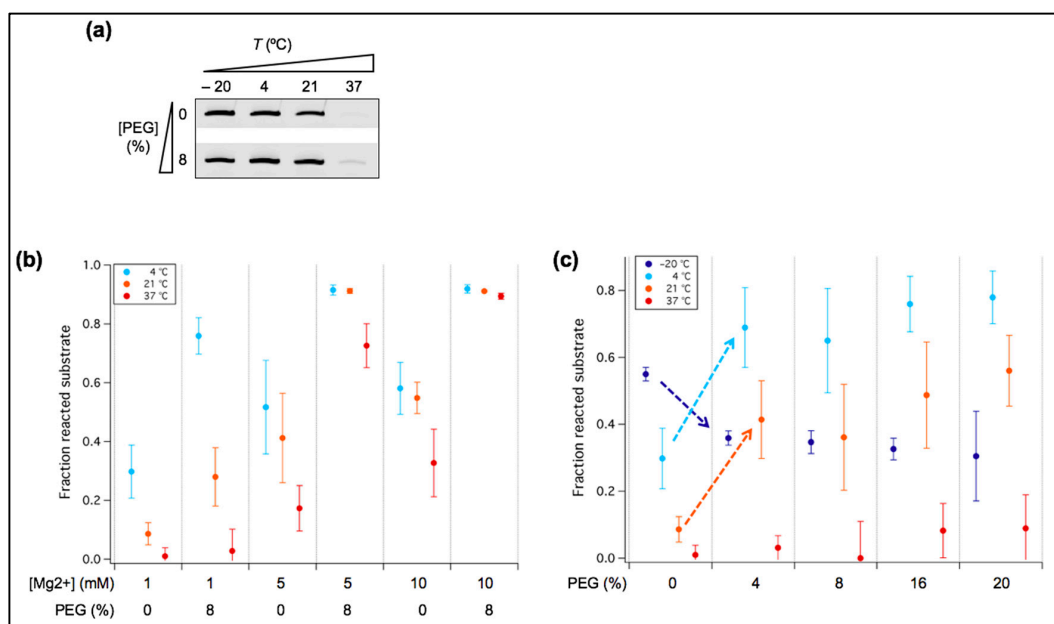 (a)
T (ºC)
– 20 4 21 37
[PEG]
(%)
0
8
(b)
4 ℃
21 ℃
37 ℃
Fraction reacted substrate
1.0
0.8
0.6
0.4
0.2
0.0
[Mg2+] (mM) 1 1 5 5 10 10
PEG (%) 0 8 0 8 0 8
(c)
-20 ℃
4 ℃
21 ℃
37 ℃
Fraction reacted substrate
0.8
0.6
0.4
0.2
0.0
PEG (%) 0 4 8 16 20